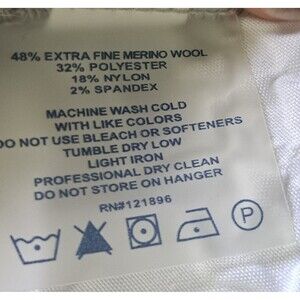 48% EXTRA FINE MERINO WOOL
32% POLYESTER
18% NYLON
2% SPANDEX
MACHINE WASH COLD
WITH LIKE COLORS
DO NOT USE BLEACH OR SOFTENERS
TUMBLE DRY LOW
LIGHT IRON
PROFESSIONAL DRY CLEAN
DO NOT STORE ON HANGER
RN#121896
P